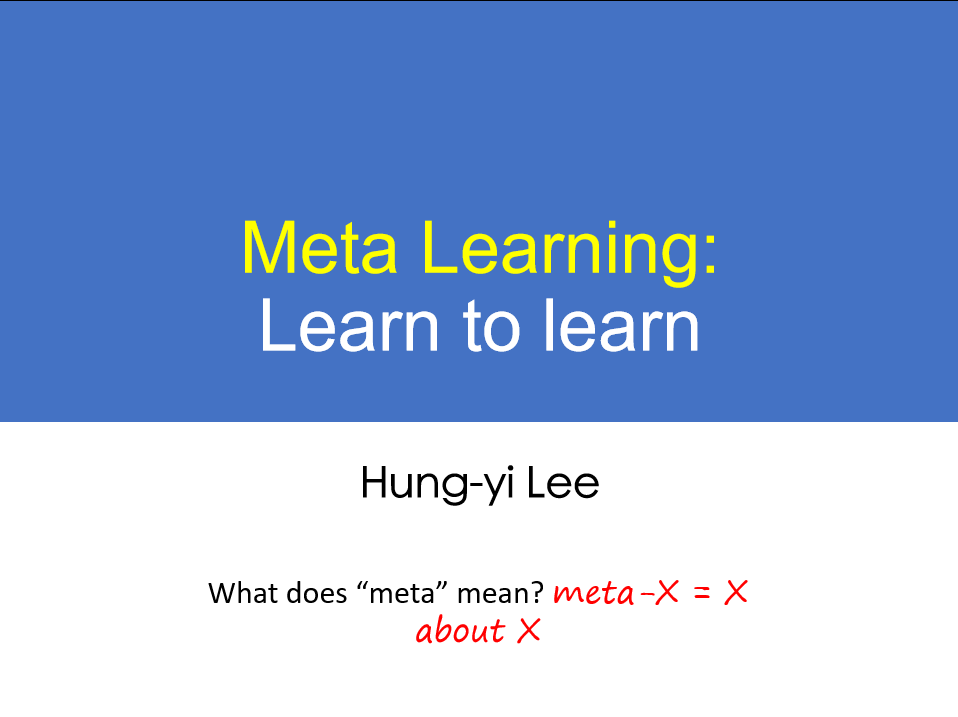 Meta Learning:
Learn to learn
Hung-yi Lee
What does “meta” mean? meta-X = X
about X